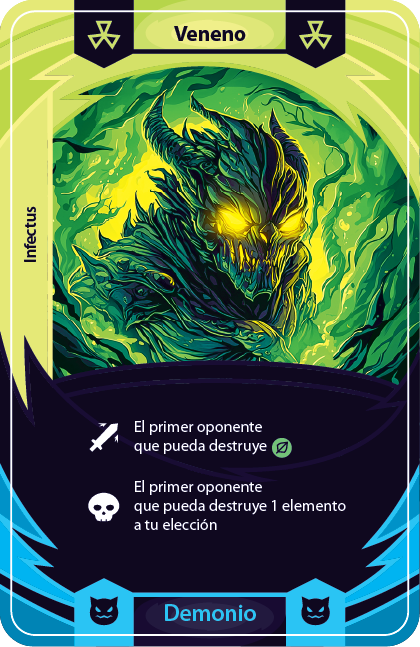 Veneno
Infectus
El primer oponente
que pueda destruye
El primer oponente
que pueda destruye 1 elemento
a tu elección
Demonio